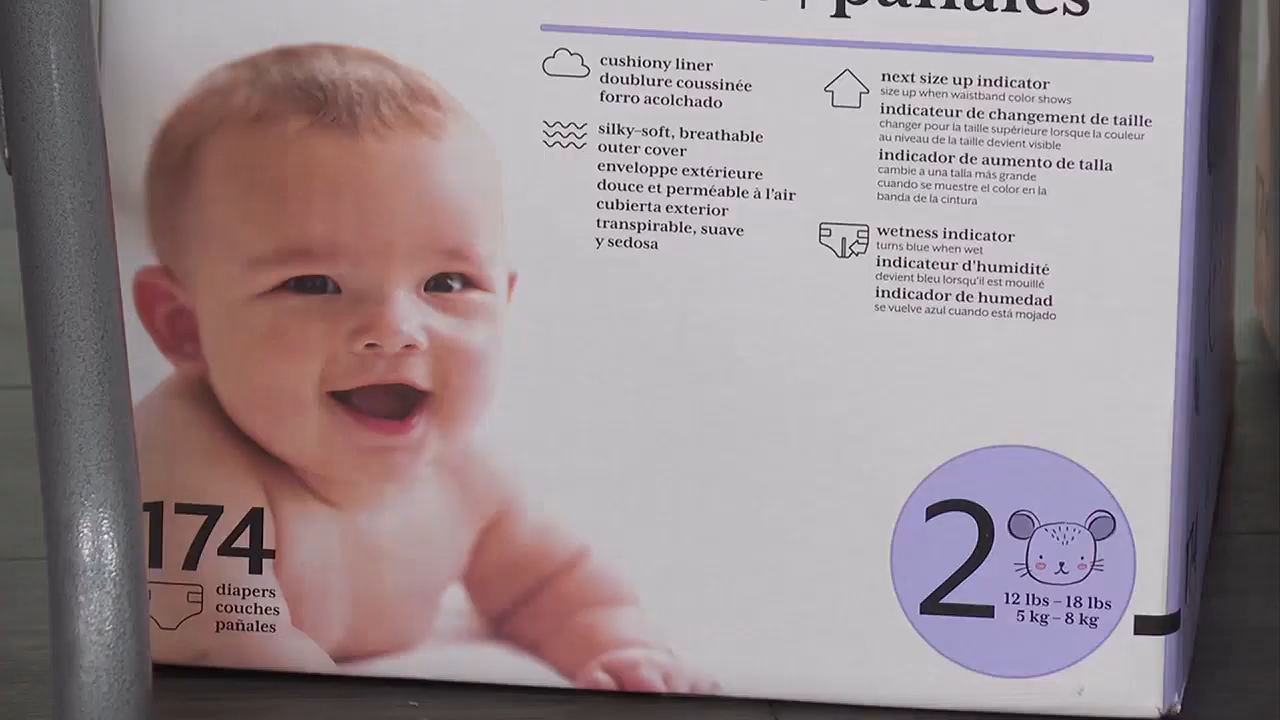 pañales
cushiony liner
doublure coussinée
forro acolchado
silky-soft, breathable
outer cover
enveloppe extérieure
douce et perméable à l'air
cubierta exterior
transpirable, suave
y sedosa
next size up indicator
size up when waistband color shows
indicateur de changement de taille
changer pour la taille supérieure lorsque la couleur
au niveau de la taille devient visible
indicador de aumento de talla
cambie a una talla más grande
cuando se muestre el color en la
banda de la cintura
wetness indicator
turns blue when wet
indicateur d'humidité
devient bleu lorsqu'il est mouillé
indicador de humedad
se vuelve azul cuando está mojado
174
diapers
couches
pañales
2
12 lbs – 18 lbs
5 kg – 8 kg